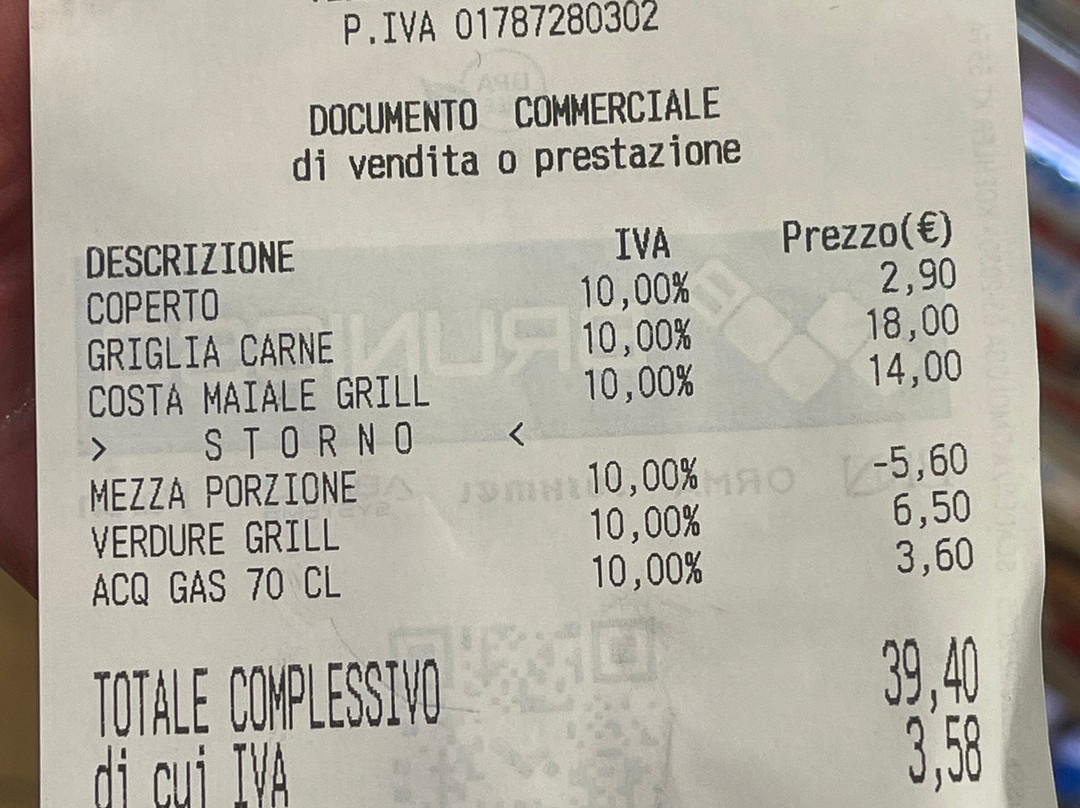 P.IVA 01787280302
DOCUMENTO COMMERCIALE
di vendita o prestazione
DESCRIZIONE IVA Prezzo(€)
COPERTO 10,00% 2,90
GRIGLIA CARNE 10,00% 18,00
COSTA MAIALE GRILL 10,00% 14,00
> S T O R N O <
MEZZA PORZIONE 10,00% -5,60
VERDURE GRILL 10,00% 6,50
ACQ GAS 70 CL 10,00% 3,60
TOTALE COMPLESSIVO 39,40
di cui IVA 3,58